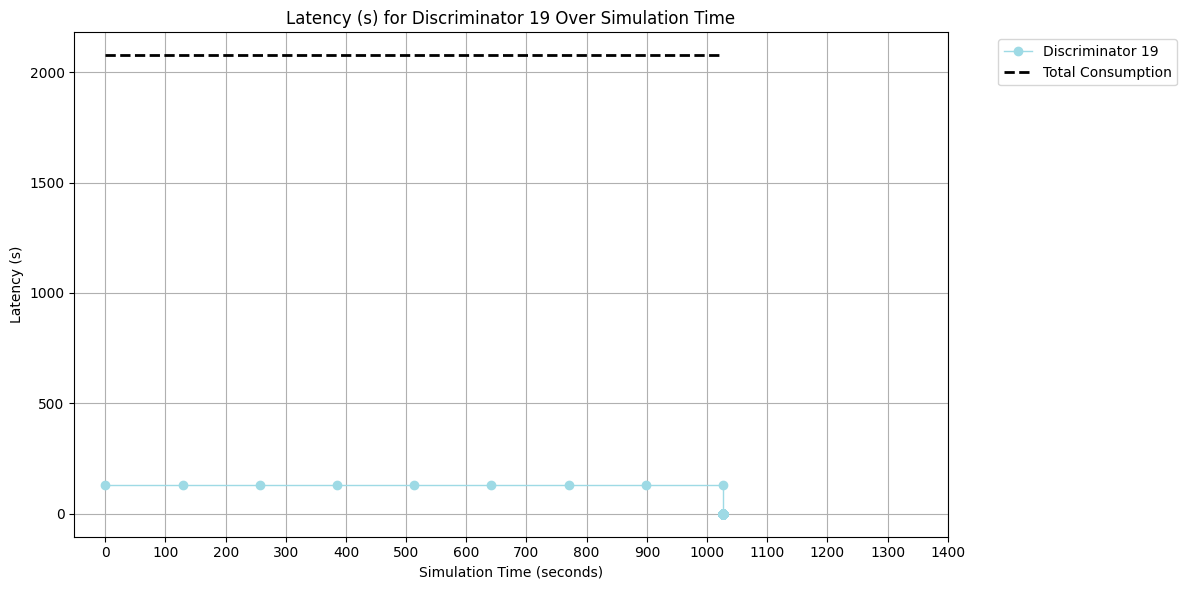 Latency (s) for Discriminator 19 Over Simulation Time
Discriminator 19
Total Consumption
2000
1500
1000
500
0
Latency (s)
0 100 200 300 400 500 600 700 800 900 1000 1100 1200 1300 1400
Simulation Time (seconds)